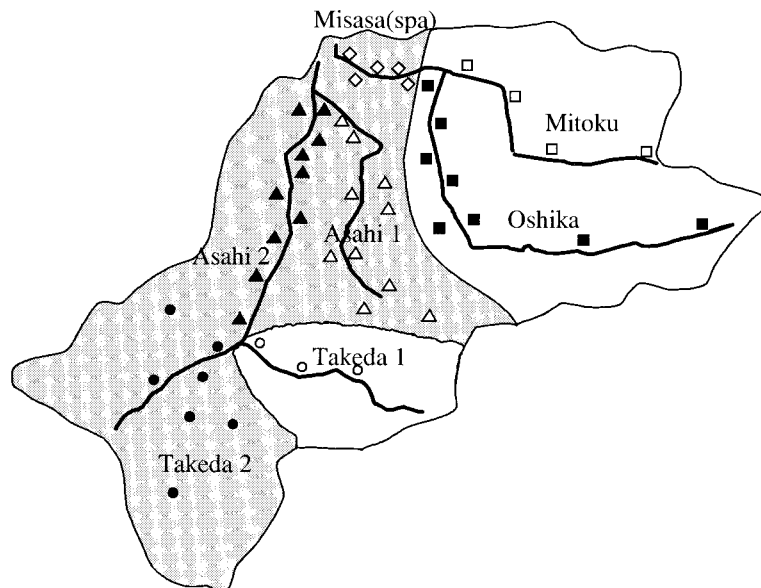 Misasa(spa)
Mitoku
Oshika
Asahi 1
Asahi 2
Takeda 1
Takeda 2